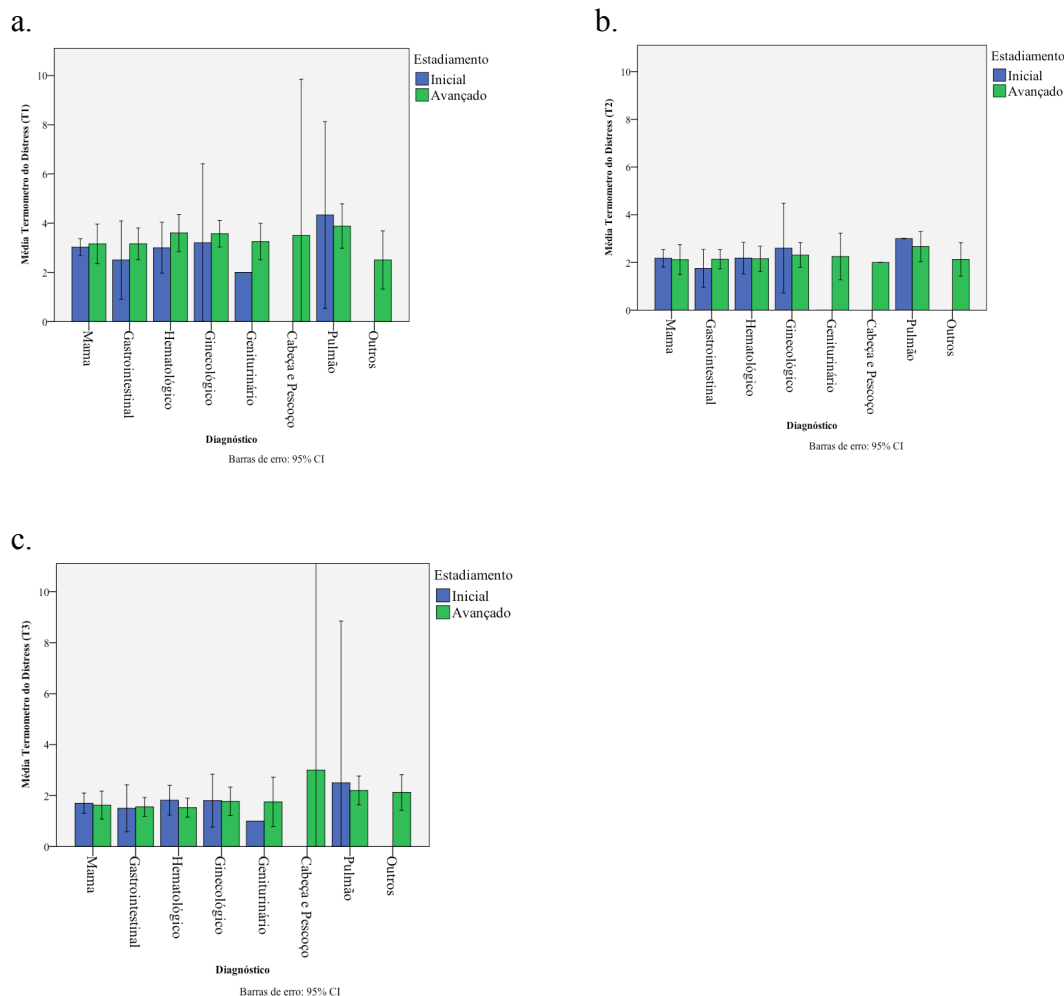 a.
Média Termometro do Distress (T1)
10
8
6
4
2
0
Mama
Gastrointestinal
Hematológico
Ginecológico
Geniturinário
Cabeça e Pescoço
Pulmão
Outros
Diagnóstico
Barras de erro: 95% CI
Estadiamento
Inicial
Avançado
b.
Média Termometro do Distress (T2)
10
8
6
4
2
0
Mama
Gastrointestinal
Hematológico
Ginecológico
Geniturinário
Cabeça e Pescoço
Pulmão
Outros
Diagnóstico
Barras de erro: 95% CI
Estadiamento
Inicial
Avançado
c.
Média Termometro do Distress (T3)
10
8
6
4
2
0
Mama
Gastrointestinal
Hematológico
Ginecológico
Geniturinário
Cabeça e Pescoço
Pulmão
Outros
Diagnóstico
Barras de erro: 95% CI
Estadiamento
Inicial
Avançado